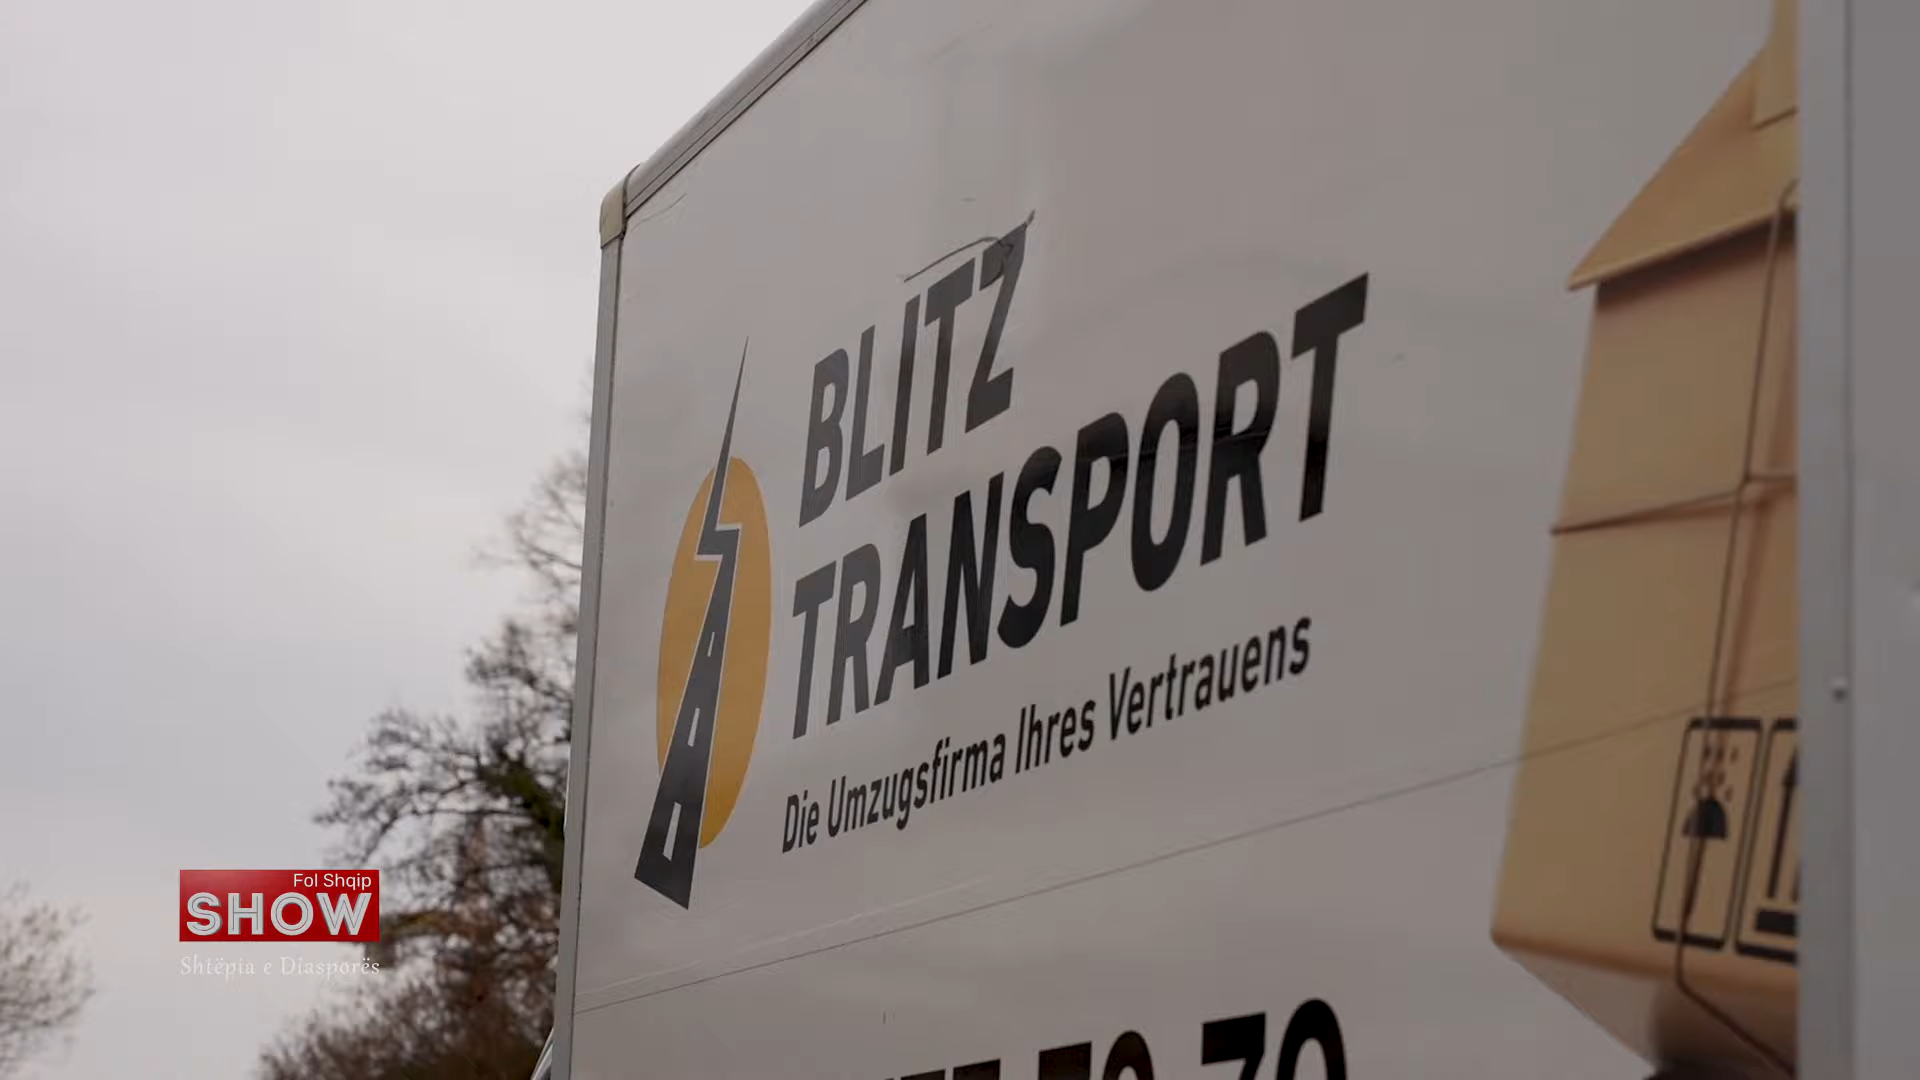 BLITZ
TRANSPORT
Die Umzugsfirma Ihres Vertrauens
Fol Shqip
SHOW
Shtëpia e Diasporës